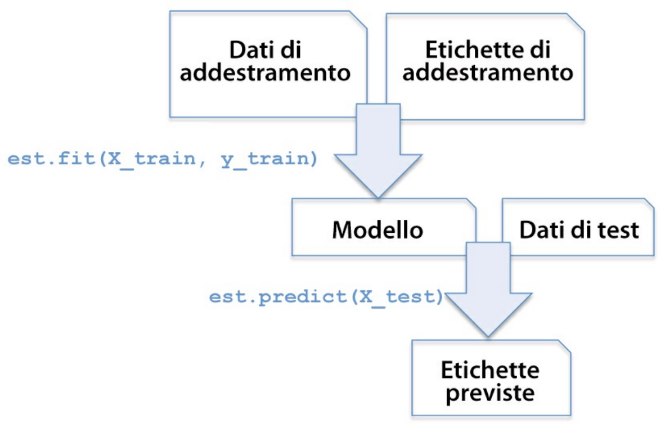 Dati di
addestramento
Etichette di
addestramento
est.fit(X_train, y_train)
Modello
Dati di test
est.predict(X_test)
Etichette
previste